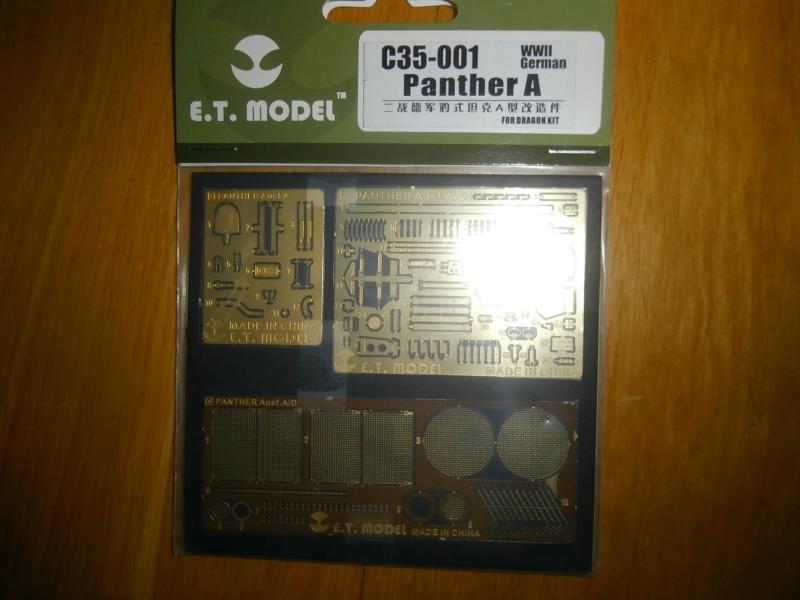 C35-001
WWII
German
Panther A
二战德军豹式坦克A型改造件
FOR DRAGON KIT
E.T. MODEL™
PANTHER Ausf.A
MADE IN CHINA
E.T. MODEL
PANTHER Ausf.A/D
E.T. MODEL
MADE IN CHINA
C PANTHER Ausf.A/D
E.T. MODEL MADE IN CHINA